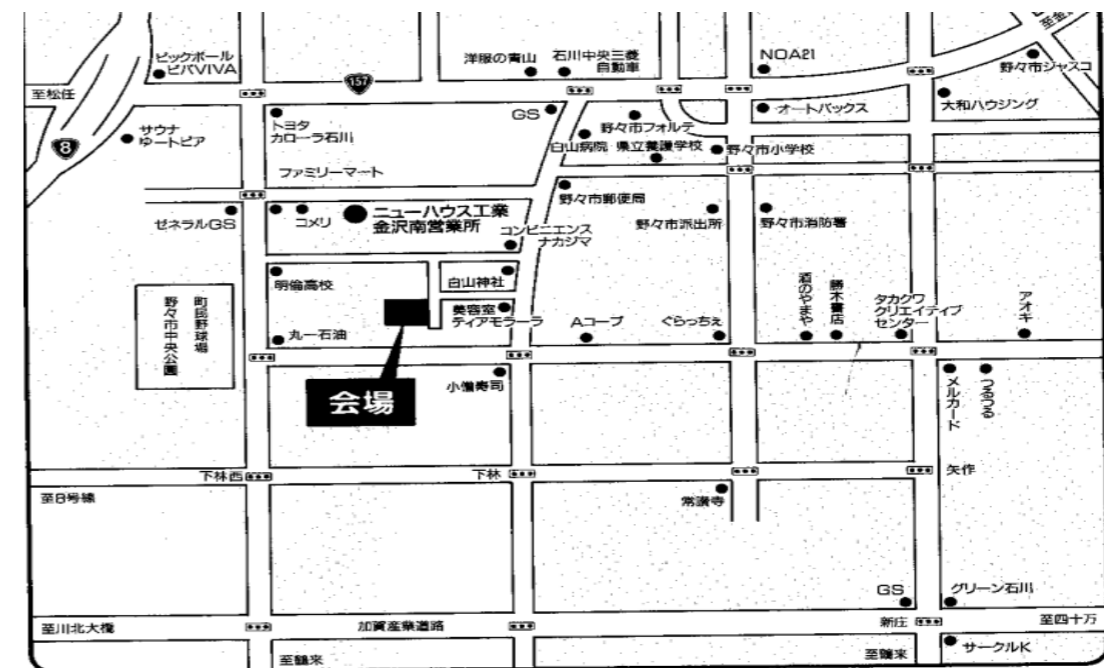 ビックボール
ビバVIVA
洋服の青山
石川中央三菱
自動車
NOA21
野々市ジャスコ
至松任
157
8
サウナ
ゆートピア
トヨタ
カローラ石川
GS
野々市フォルテ
オートバックス
大和ハウジング
白山病院
県立養護学校
野々市小学校
ファミリーマート
ゼネラルGS
コメリ
ニューハウス工業
金沢南営業所
コンビニエンス
ナカジマ
野々市郵便局
野々市派出所
野々市消防署
町民野球場
野々市中央公園
明倫高校
白山神社
美容室
ティアモラーラ
丸一石油
Aコープ
ぐらっちぇ
酒のやまや
勝木書店
タカクワ
クリエイティブ
センター
アオキ
会場
小僧寿司
メルカード
つるつる
下林西
下林
矢作
至8号線
常讃寺
GS
グリーン石川
至川北大橋
加賀産業道路
新庄
至四十万
至鶴来
至鶴来
サークルK